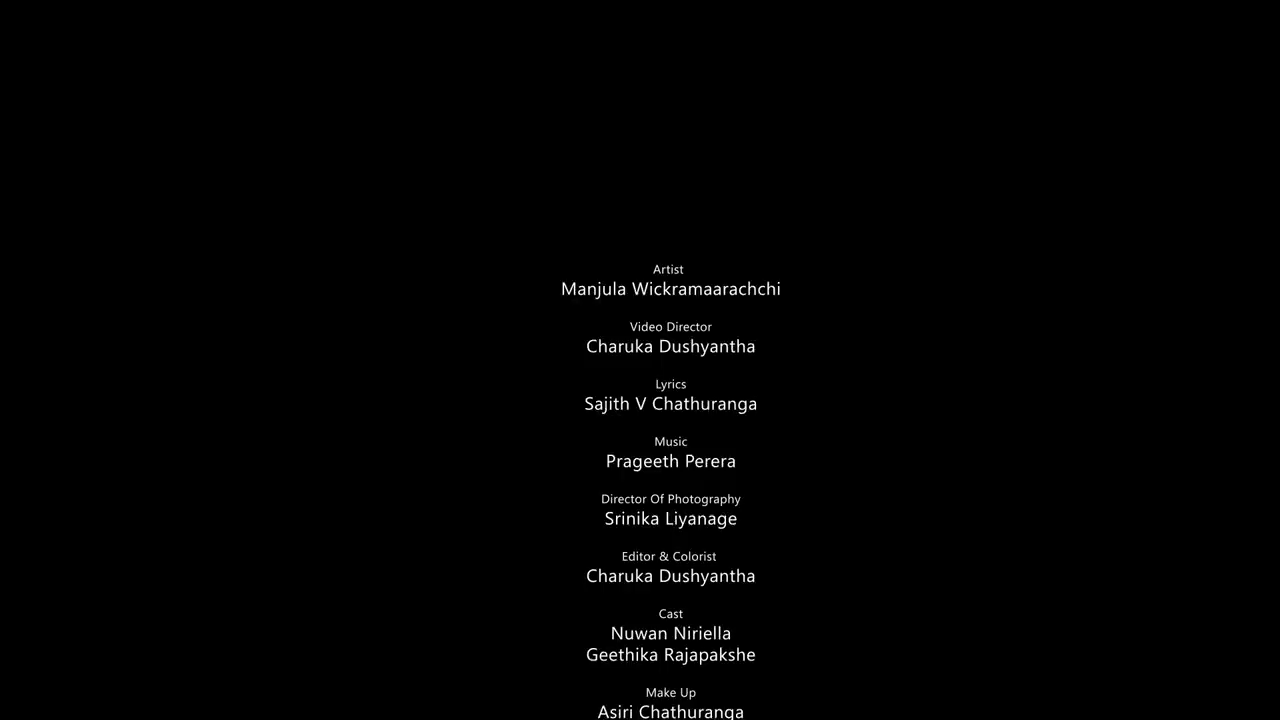 Artist
Manjula Wickramaarachchi
Video Director
Charuka Dushyantha
Lyrics
Sajith V Chathuranga
Music
Prageeth Perera
Director Of Photography
Srinika Liyanage
Editor & Colorist
Charuka Dushyantha
Cast
Nuwan Niriella
Geethika Rajapakshe
Make Up
Asiri Chathuranga